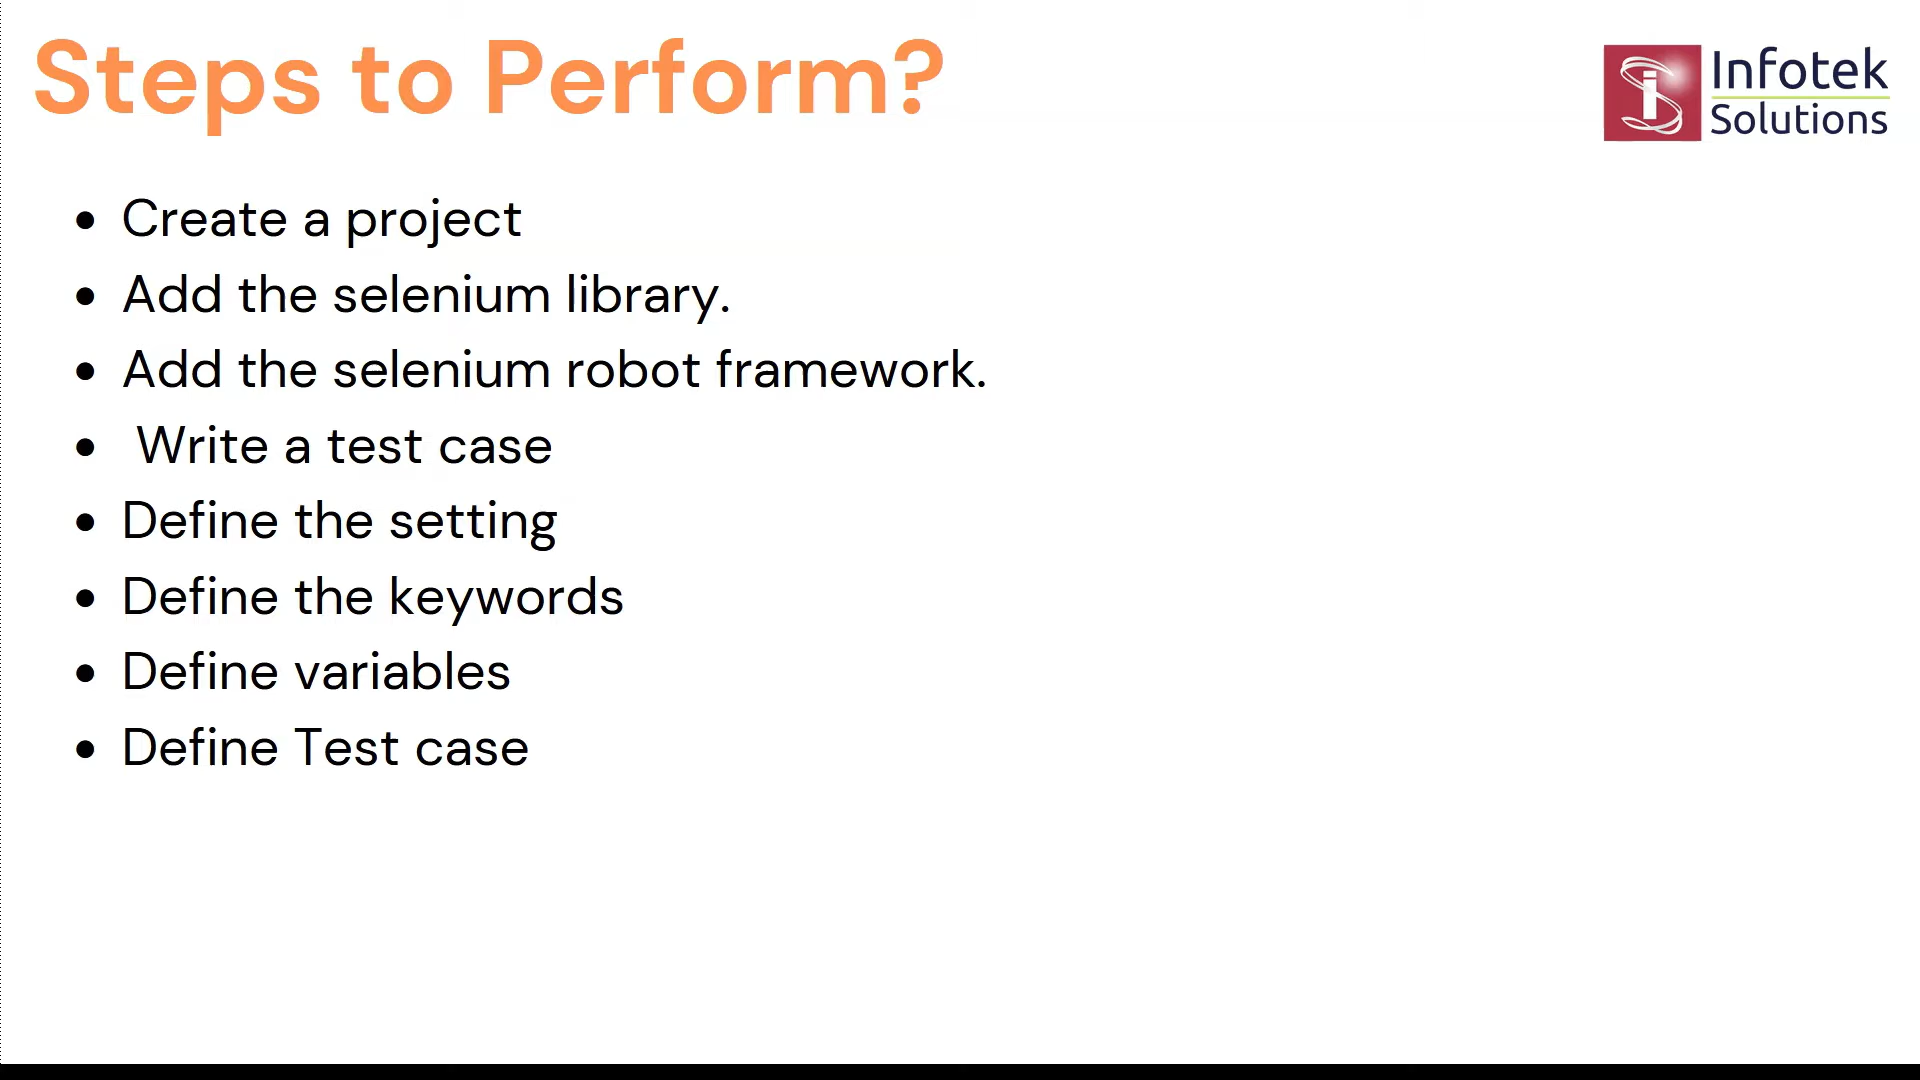 Steps to Perform?
Infotek
Solutions
• Create a project
• Add the selenium library.
• Add the selenium robot framework.
• Write a test case
• Define the setting
• Define the keywords
• Define variables
• Define Test case